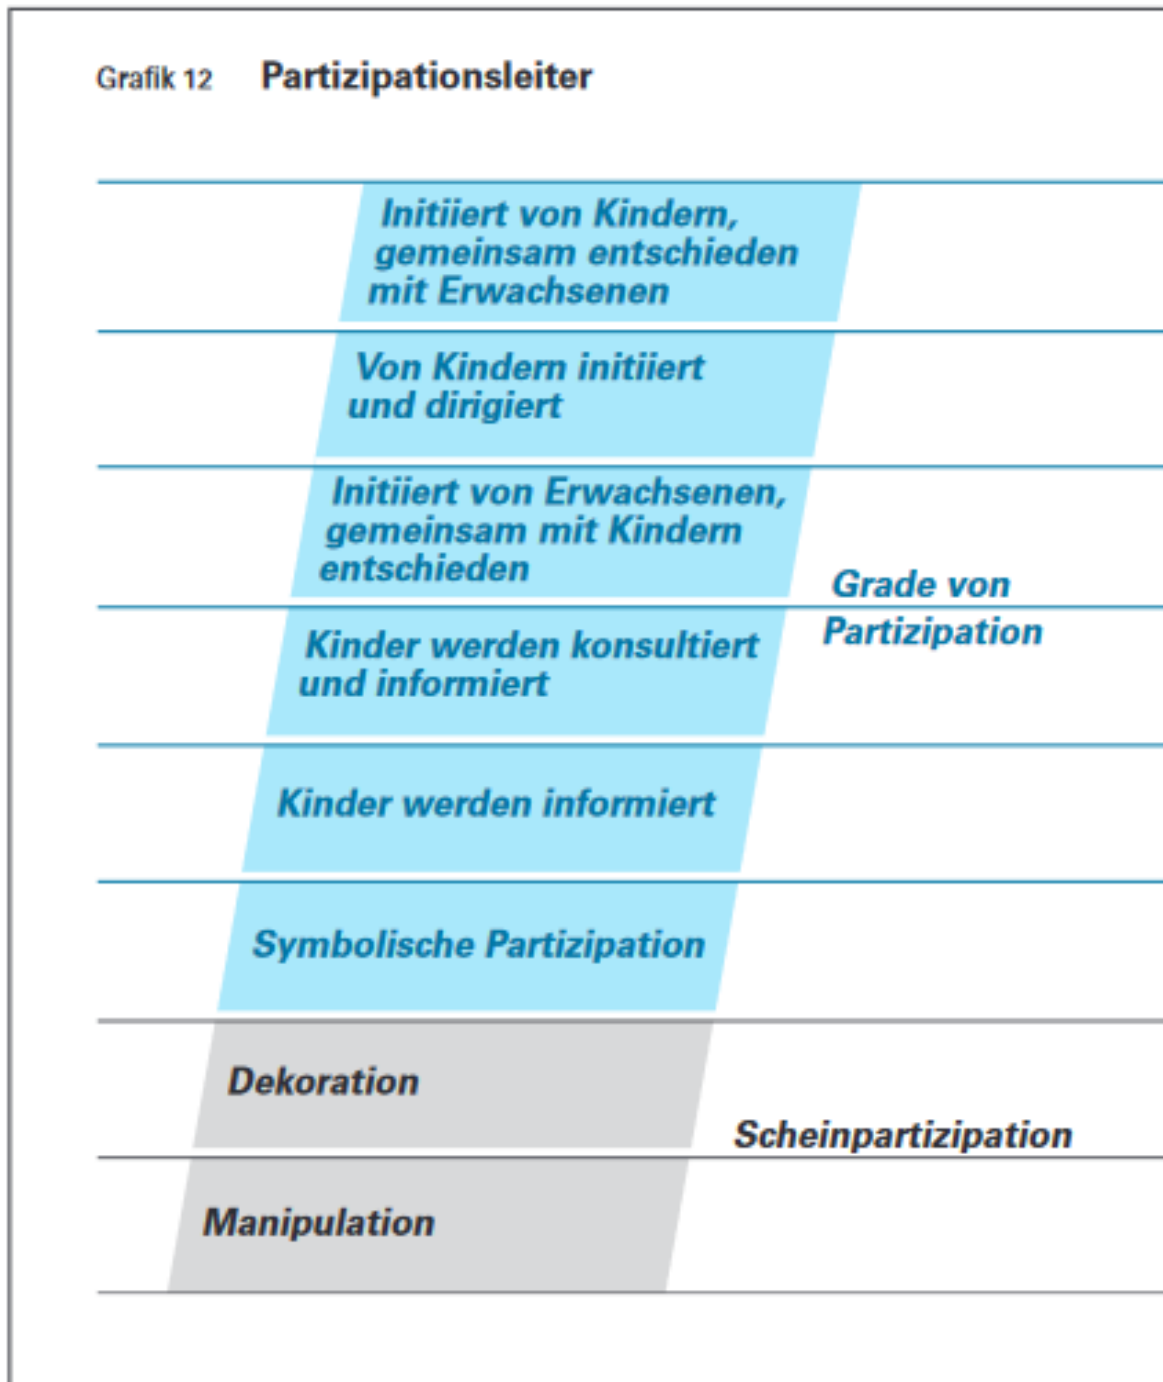 Grafik 12 Partizipationsleiter
Initiiert von Kindern,
gemeinsam entschieden
mit Erwachsenen
Von Kindern initiiert
und dirigiert
Initiiert von Erwachsenen,
gemeinsam mit Kindern
entschieden
Grade von
Partizipation
Kinder werden konsultiert
und informiert
Kinder werden informiert
Symbolische Partizipation
Dekoration
Scheinpartizipation
Manipulation